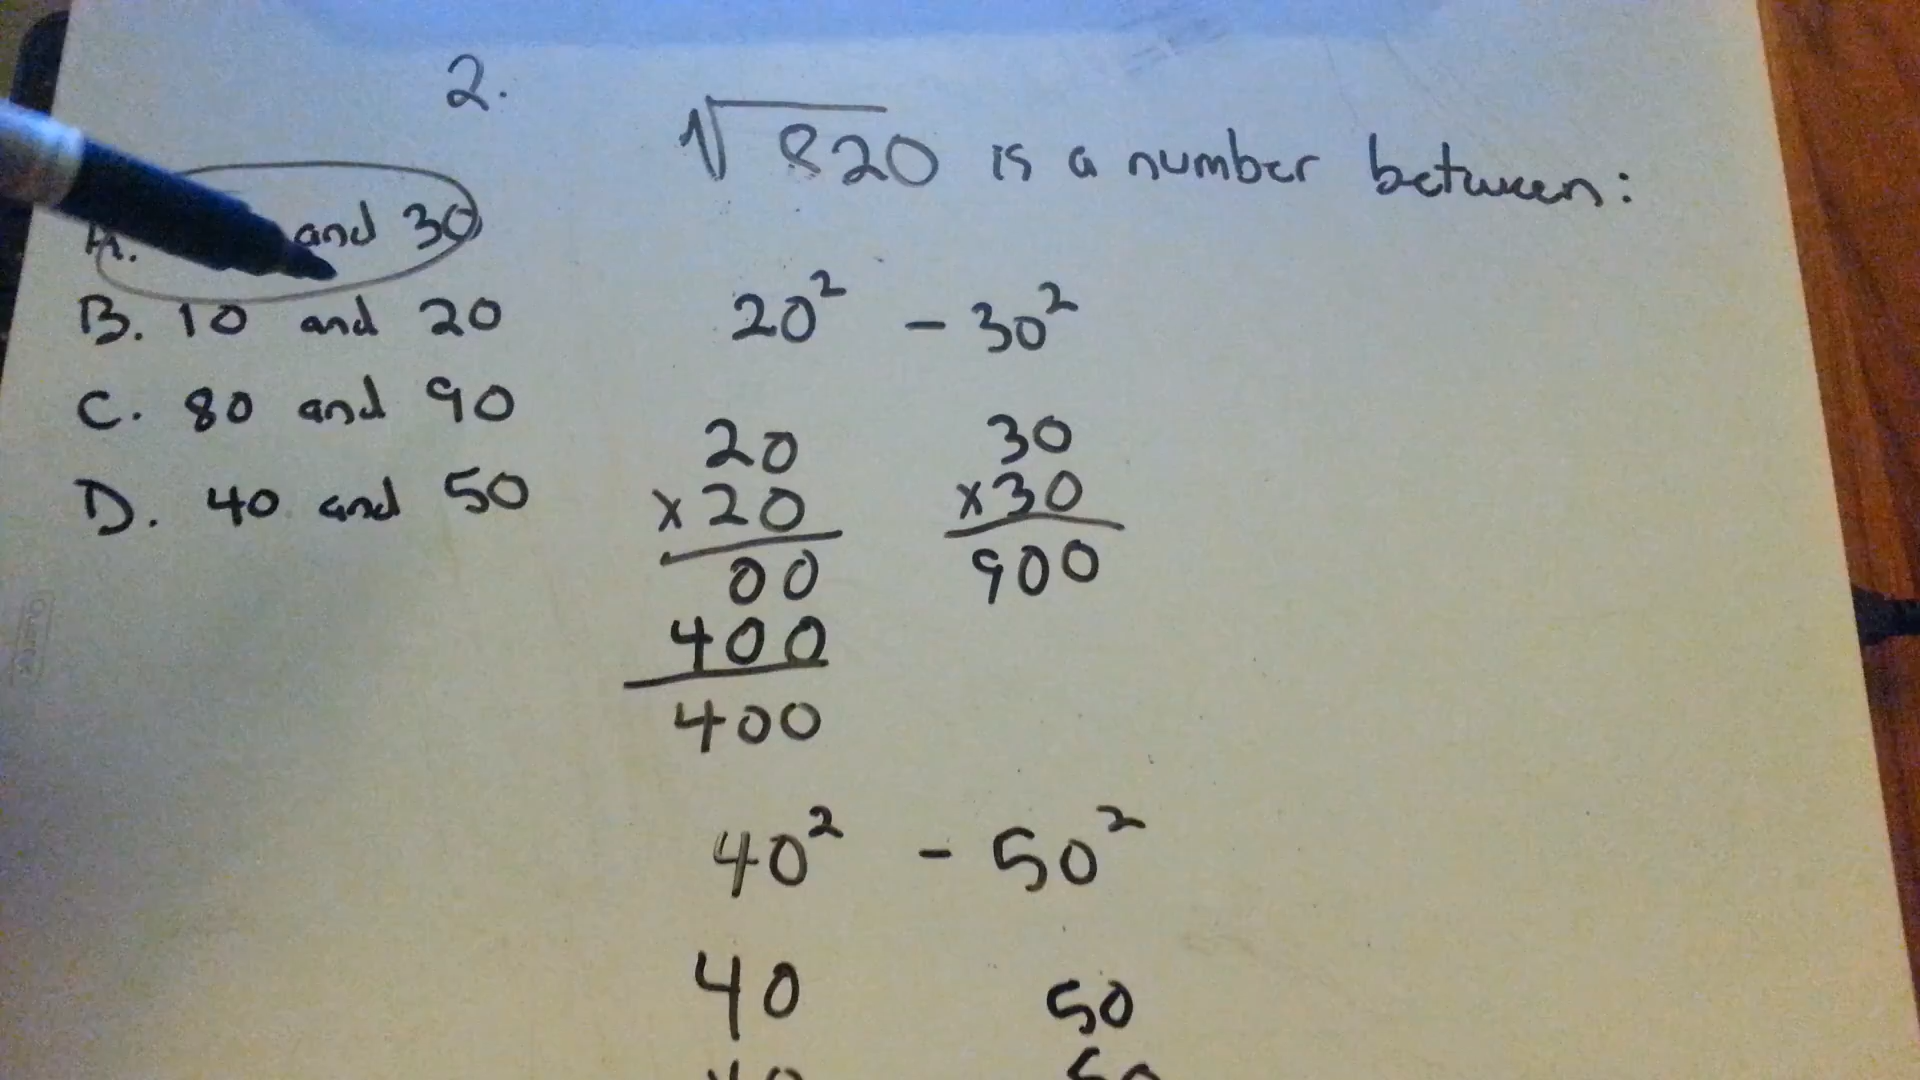 2.
√820 is a number between:
A. and 30
B. 10 and 20
C. 80 and 90
D. 40 and 50
20² - 30²
20 30
x20 x30
00 900
400
400
40² - 50²
40 50